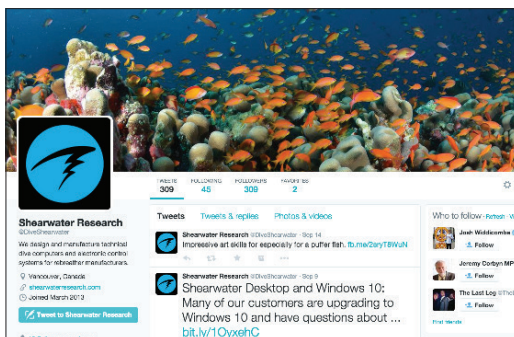 TWEETS FOLLOWING FOLLOWERS FAVORITES
309 45 309 2
Shearwater Research
@DiveShearwater
We design and manufacture technical
dive computers and electronic control
systems for rebreather manufacturers.
Vancouver, Canada
shearwaterresearch.com
Joined March 2013
Tweet to Shearwater Research
Tweets Tweets & replies Photos & videos
Shearwater Research @DiveShearwater · Sep 14
Impressive art skills for especially for a puffer fish. fb.me/2aryT8WuN
Shearwater Research @DiveShearwater · Sep 9
Shearwater Desktop and Windows 10:
Many of our customers are upgrading to
Windows 10 and have questions about ...
bit.ly/1OvxehC
Who to follow · Refresh ·
Josh Widdicombe
Follow
Jeremy Corbyn MP
Follow
The Last Leg
Follow
Find friends